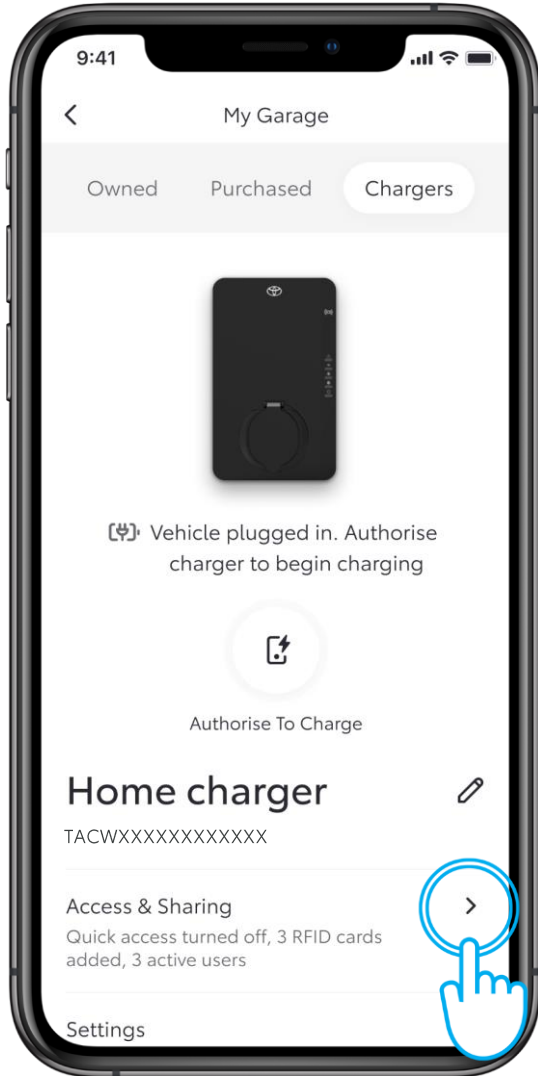 9:41
My Garage
Owned Purchased Chargers
Vehicle plugged in. Authorise
charger to begin charging
Authorise To Charge
Home charger
TACWXXXXXXXXXXXX
Access & Sharing
Quick access turned off, 3 RFID cards
added, 3 active users
Settings